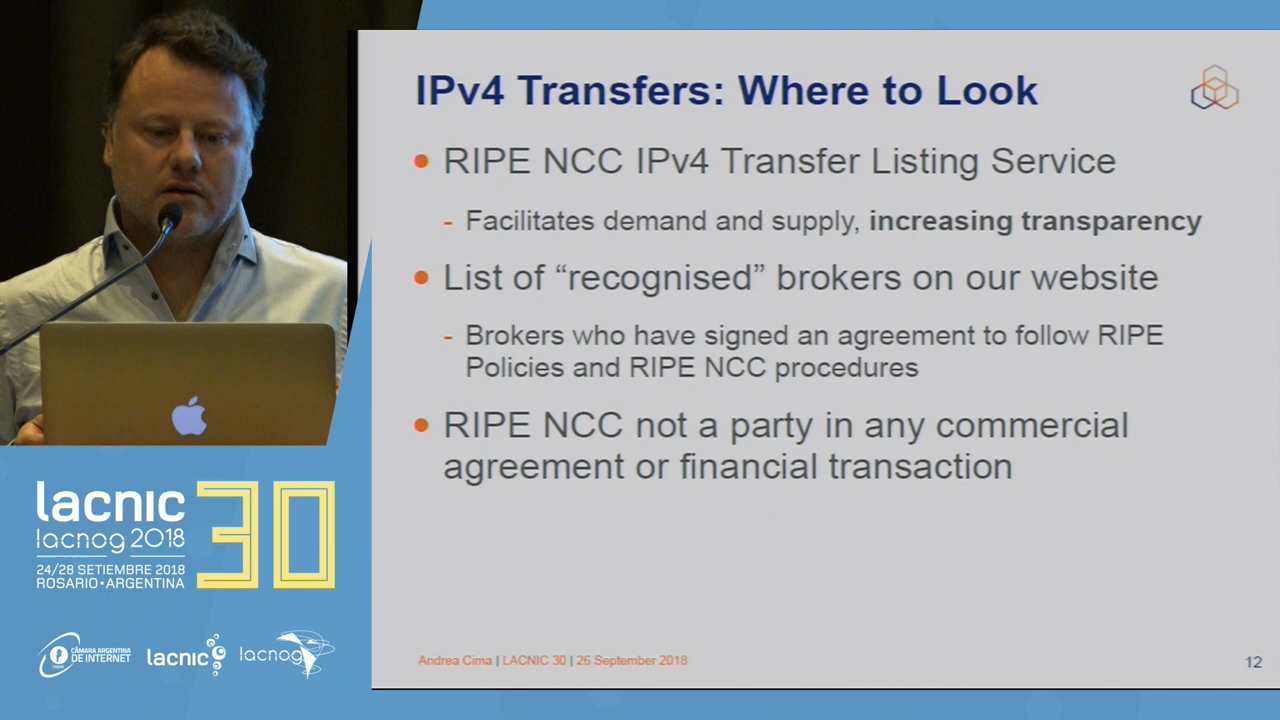 IPv4 Transfers: Where to Look
• RIPE NCC IPv4 Transfer Listing Service
- Facilitates demand and supply, increasing transparency
• List of “recognised” brokers on our website
- Brokers who have signed an agreement to follow RIPE
Policies and RIPE NCC procedures
• RIPE NCC not a party in any commercial
agreement or financial transaction
Andrea Cima | LACNIC 30 | 26 September 2018
12
lacnic 30
lacnog 2018
24/28 SETIEMBRE 2018
ROSARIO•ARGENTINA
CÁMARA ARGENTINA
DE INTERNET
lacnic
lacnog